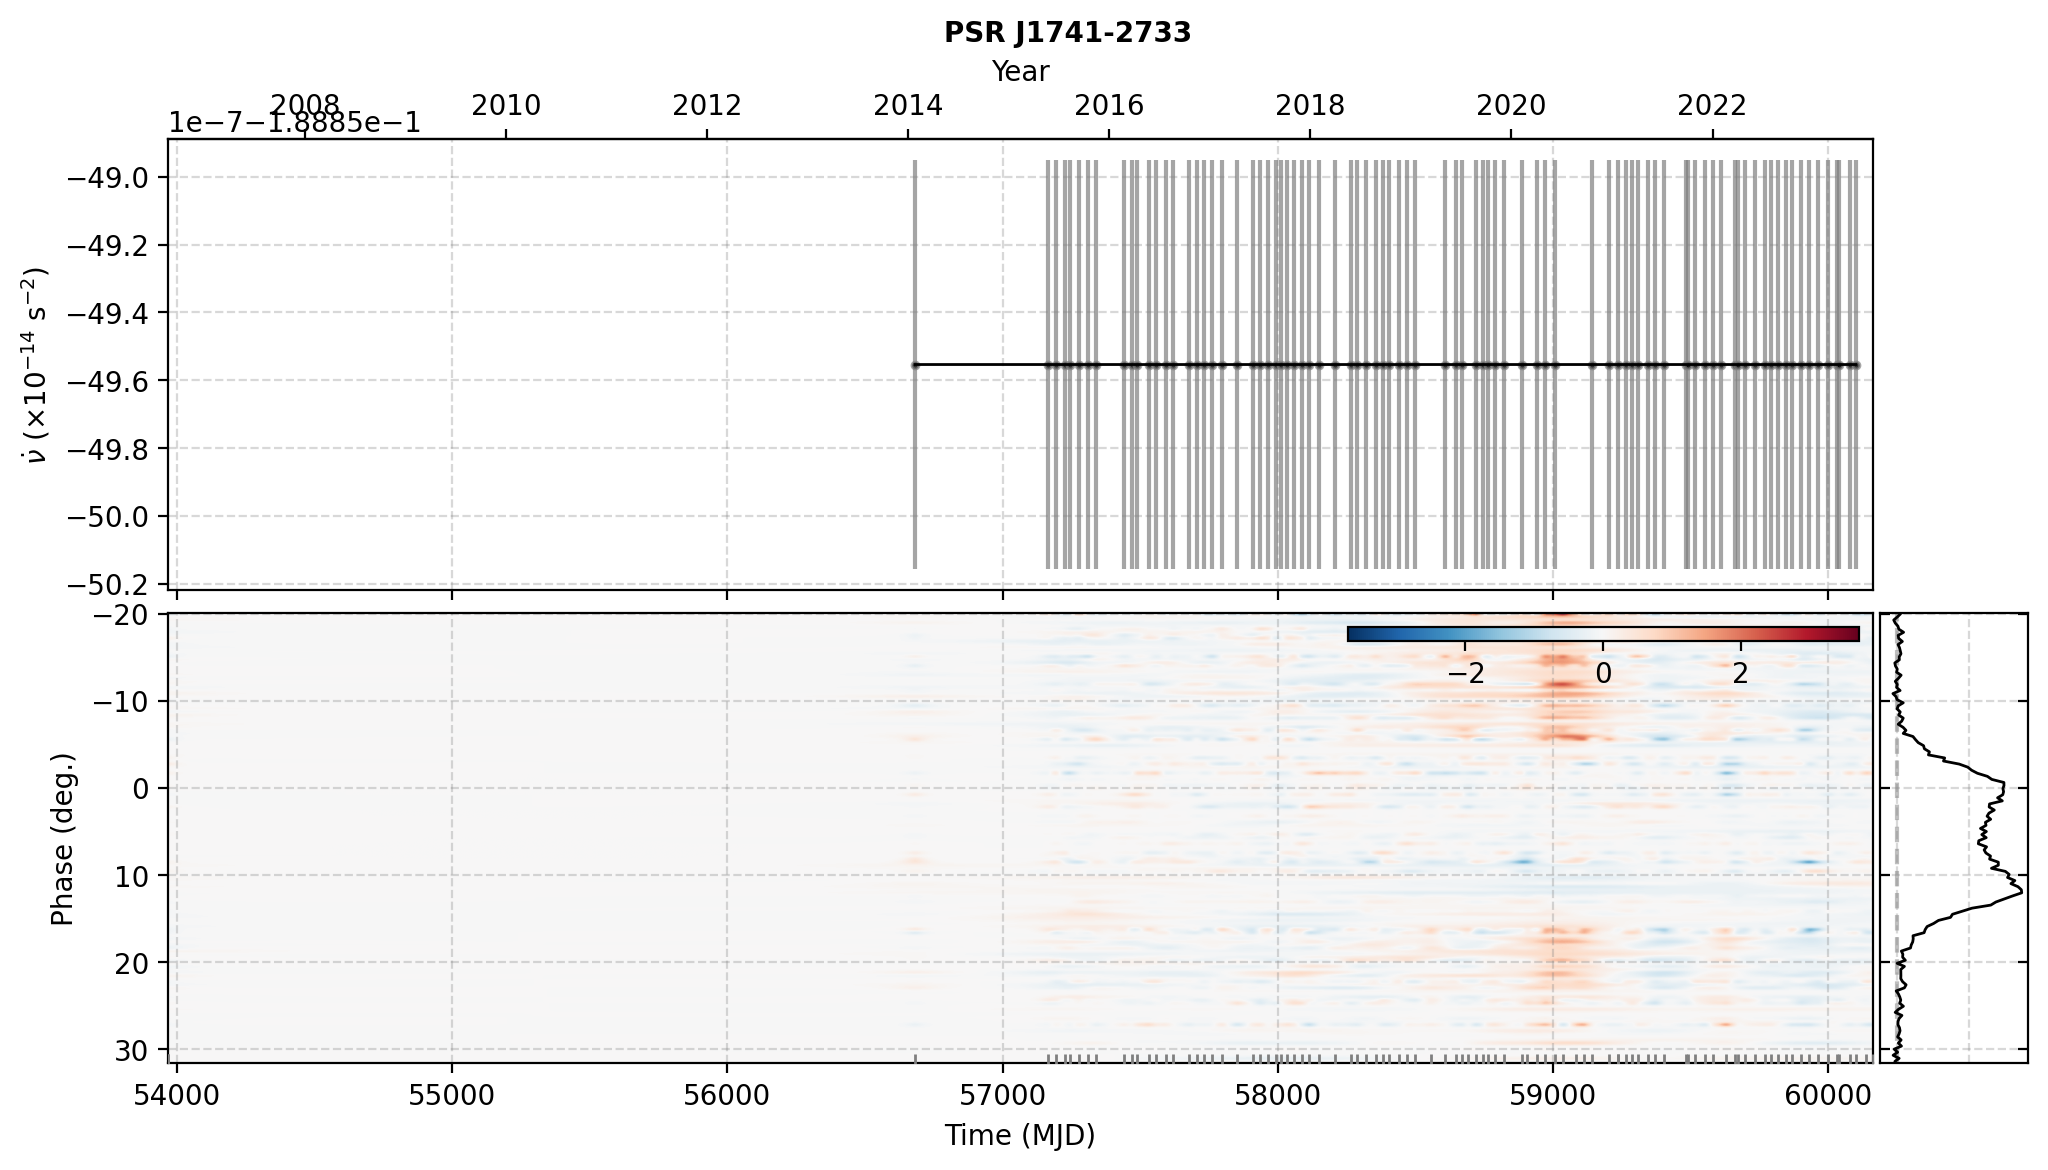 PSR J1741-2733
Year
2008 2010 2012 2014 2016 2018 2020 2022
1e−7−1.8885e−1
−49.0
−49.2
−49.4
−49.6
−49.8
−50.0
−50.2
ν̇ (×10⁻¹⁴ s⁻²)
−20
−10
0
10
20
30
Phase (deg.)
−2 0 2
54000 55000 56000 57000 58000 59000 60000
Time (MJD)